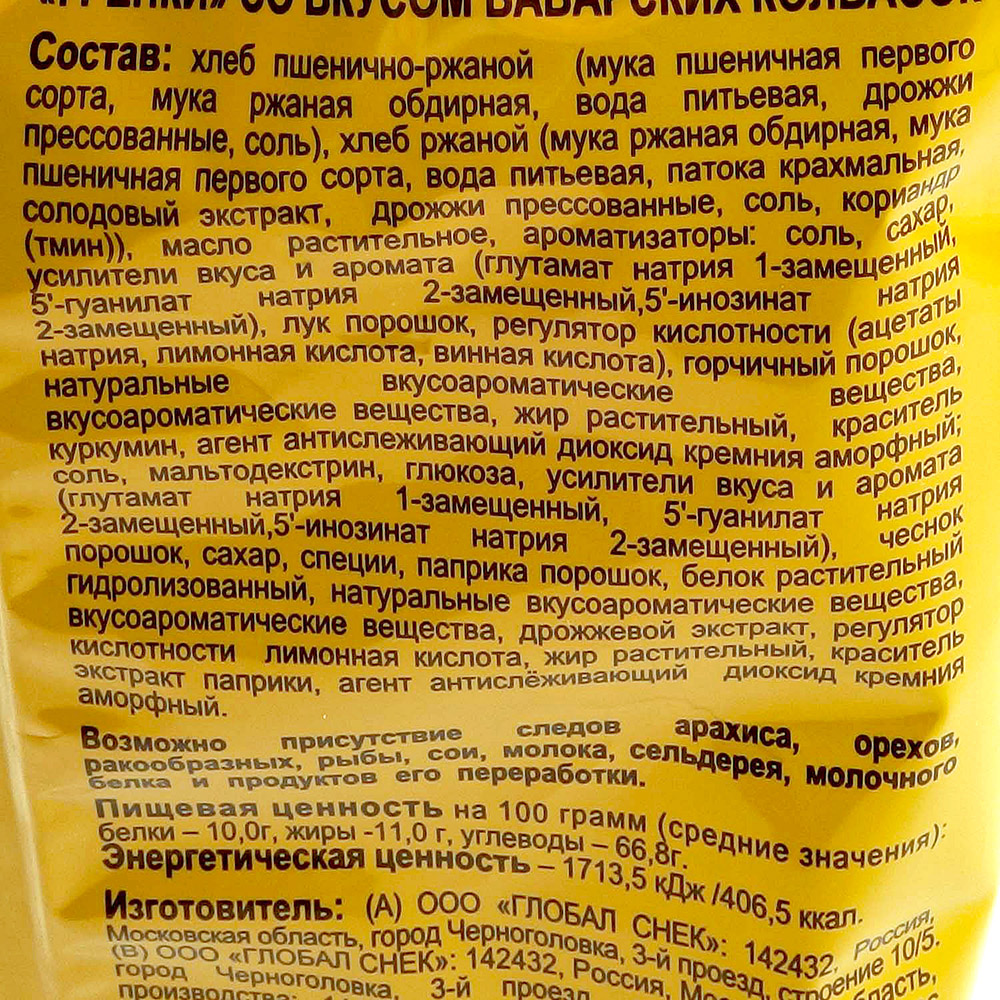 «ГРЕНКИ» СО ВКУСОМ БАВАРСКИХ КОЛБАСОК
Состав: хлеб пшенично-ржаной (мука пшеничная первого
сорта, мука ржаная обдирная, вода питьевая, дрожжи
прессованные, соль), хлеб ржаной (мука ржаная обдирная, мука
пшеничная первого сорта, вода питьевая, патока крахмальная,
солодовый экстракт, дрожжи прессованные, соль, кориандр
(тмин)), масло растительное, ароматизаторы: соль, сахар,
усилители вкуса и аромата (глутамат натрия 1-замещенный,
5'-гуанилат натрия 2-замещенный,5'-инозинат натрия
2-замещенный), лук порошок, регулятор кислотности (ацетаты
натрия, лимонная кислота, винная кислота), горчичный порошок,
натуральные вкусоароматические вещества,
вкусоароматические вещества, жир растительный, краситель
куркумин, агент антислеживающий диоксид кремния аморфный;
соль, мальтодекстрин, глюкоза, усилители вкуса и аромата
(глутамат натрия 1-замещенный, 5'-гуанилат натрия
2-замещенный,5'-инозинат натрия 2-замещенный), чеснок
порошок, сахар, специи, паприка порошок, белок растительный
гидролизованный, натуральные вкусоароматические вещества,
вкусоароматические вещества, дрожжевой экстракт, регулятор
кислотности лимонная кислота, жир растительный, краситель
экстракт паприки, агент антислёживающий диоксид кремния
аморфный.
Возможно присутствие следов арахиса, орехов,
ракообразных, рыбы, сои, молока, сельдерея, молочного
белка и продуктов его переработки.
Пищевая ценность на 100 грамм (средние значения):
белки – 10,0г, жиры -11,0 г, углеводы – 66,8г.
Энергетическая ценность – 1713,5 кДж /406,5 ккал.
Изготовитель: (А) ООО «ГЛОБАЛ СНЕК»: 142432, Россия,
Московская область, город Черноголовка, 3-й проезд, строение 10/5.
(В) ООО «ГЛОБАЛ СНЕК»: 142432, Россия, область,
город Черноголовка, 3-й проезд
производства: